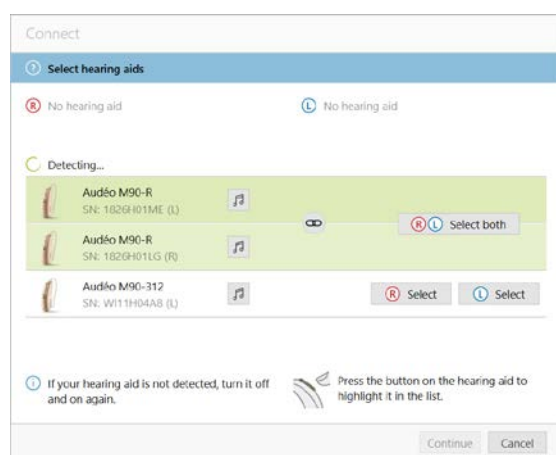 Connect
? Select hearing aids
R No hearing aid
L No hearing aid
Detecting...
Audéo M90-R
SN: 1826H01ME (L)
Audéo M90-R
SN: 1826H01LG (R)
R L Select both
Audéo M90-312
SN: WI11H04A8 (L)
R Select
L Select
i If your hearing aid is not detected, turn it off
and on again.
Press the button on the hearing aid to
highlight it in the list.
Continue
Cancel